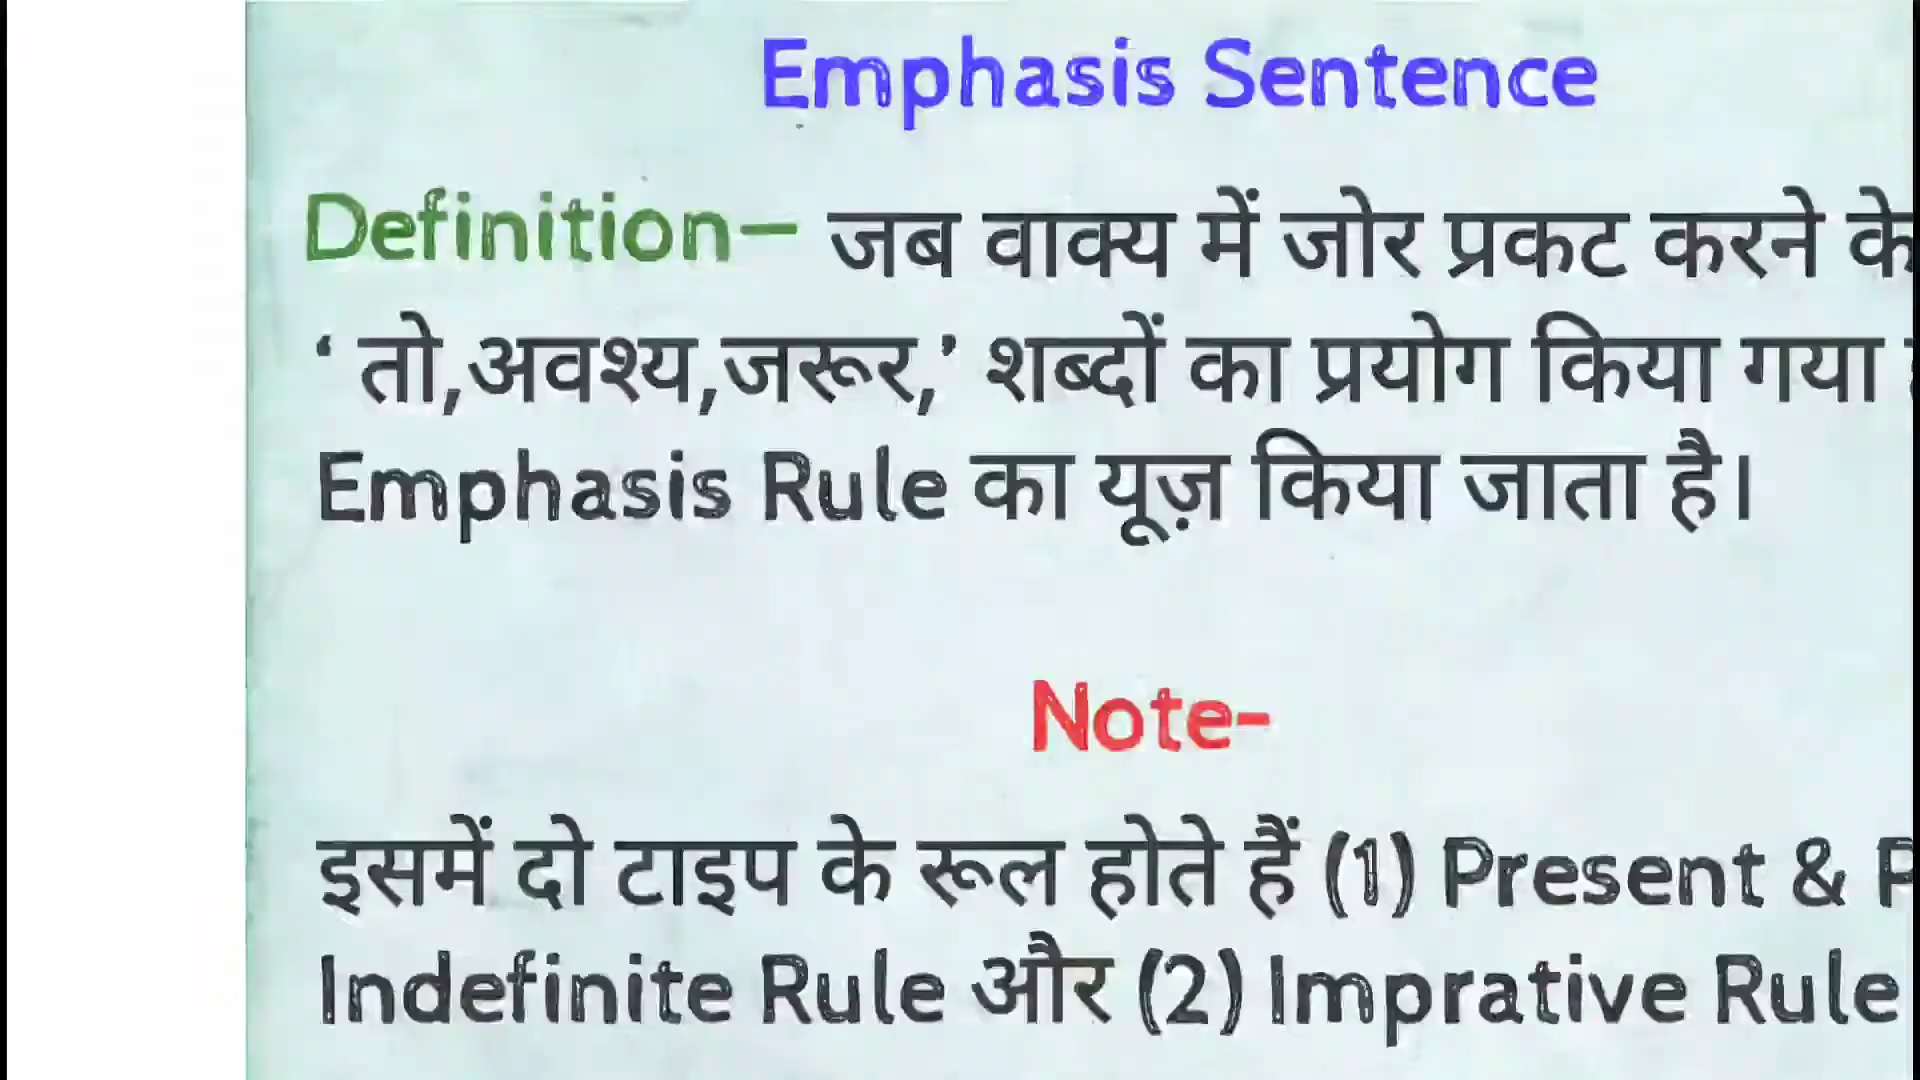 Emphasis Sentence
Definition– जब वाक्य में जोर प्रकट करने के
‘ तो,अवश्य,जरूर,’ शब्दों का प्रयोग किया गया
Emphasis Rule का यूज़ किया जाता है।
Note-
इसमें दो टाइप के रूल होते हैं (1) Present &
Indefinite Rule और (2) Imprative Rule